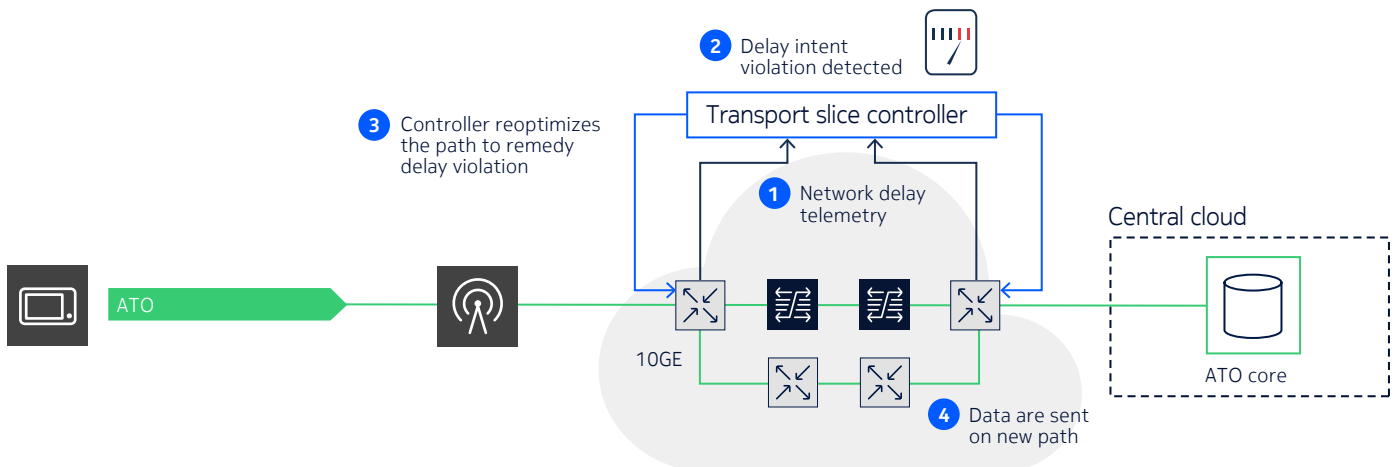 2 Delay intent
violation detected
Transport slice controller
3 Controller reoptimizes
the path to remedy
delay violation
1 Network delay
telemetry
Central cloud
ATO
10GE
ATO core
4 Data are sent
on new path